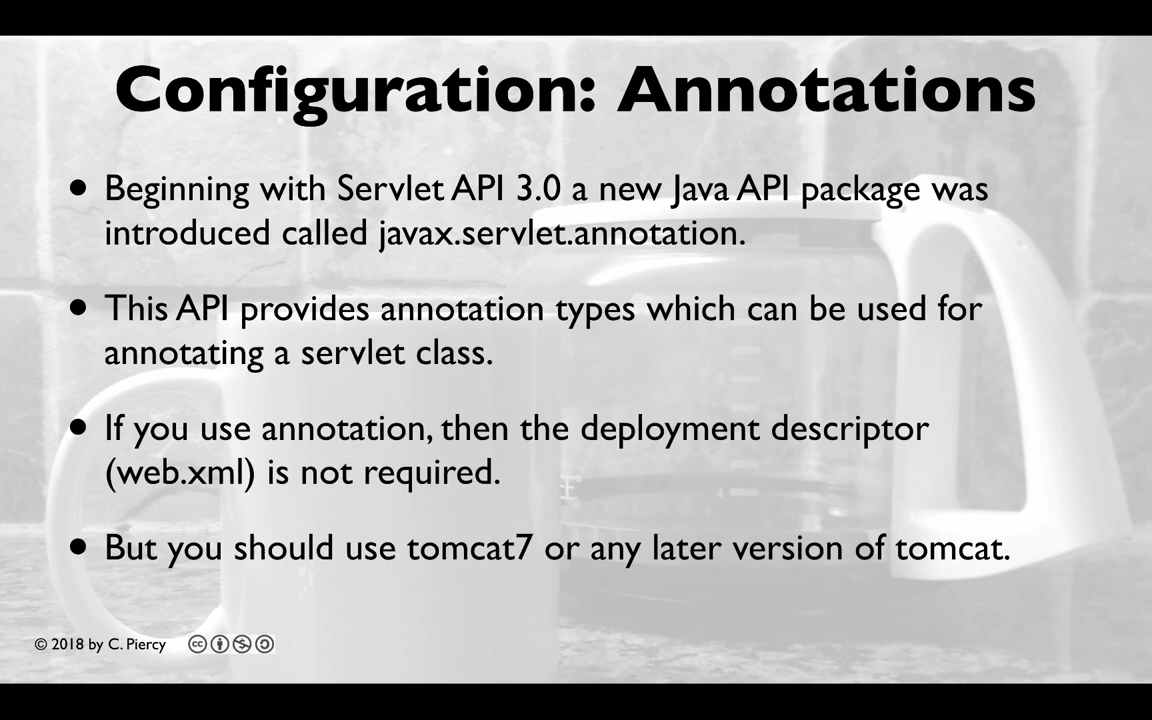 Configuration: Annotations
• Beginning with Servlet API 3.0 a new Java API package was
introduced called javax.servlet.annotation.
• This API provides annotation types which can be used for
annotating a servlet class.
• If you use annotation, then the deployment descriptor
(web.xml) is not required.
• But you should use tomcat7 or any later version of tomcat.
© 2018 by C. Piercy